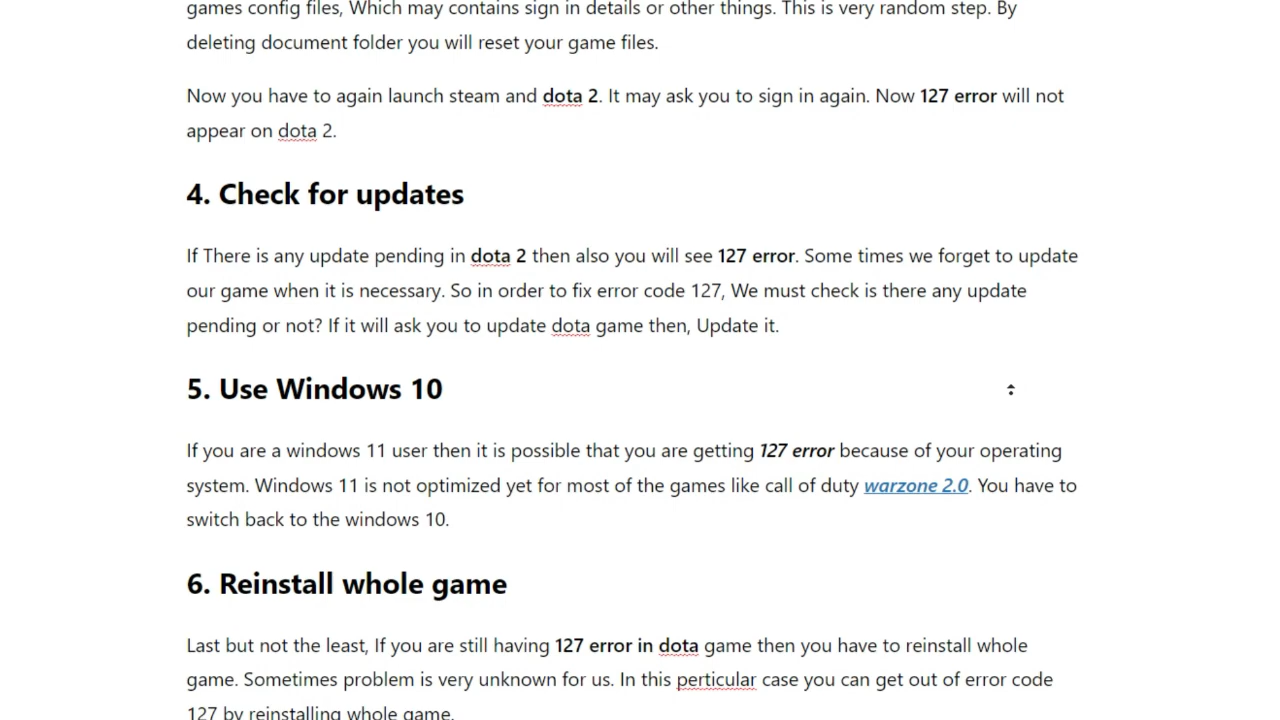 games config files, Which may contains sign in details or other things. This is very random step. By
deleting document folder you will reset your game files.
Now you have to again launch steam and dota 2. It may ask you to sign in again. Now 127 error will not
appear on dota 2.
4. Check for updates
If There is any update pending in dota 2 then also you will see 127 error. Some times we forget to update
our game when it is necessary. So in order to fix error code 127, We must check is there any update
pending or not? If it will ask you to update dota game then, Update it.
5. Use Windows 10
If you are a windows 11 user then it is possible that you are getting 127 error because of your operating
system. Windows 11 is not optimized yet for most of the games like call of duty warzone 2.0. You have to
switch back to the windows 10.
6. Reinstall whole game
Last but not the least, If you are still having 127 error in dota game then you have to reinstall whole
game. Sometimes problem is very unknown for us. In this perticular case you can get out of error code
127 by reinstalling whole game.